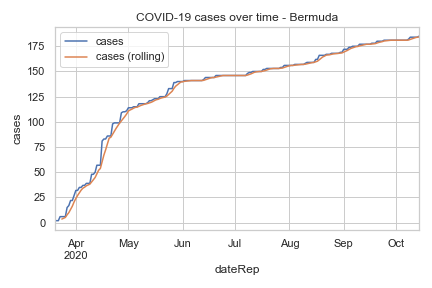 COVID-19 cases over time - Bermuda
cases
cases (rolling)
cases
175
150
125
100
75
50
25
0
Apr May Jun Jul Aug Sep Oct
2020
dateRep